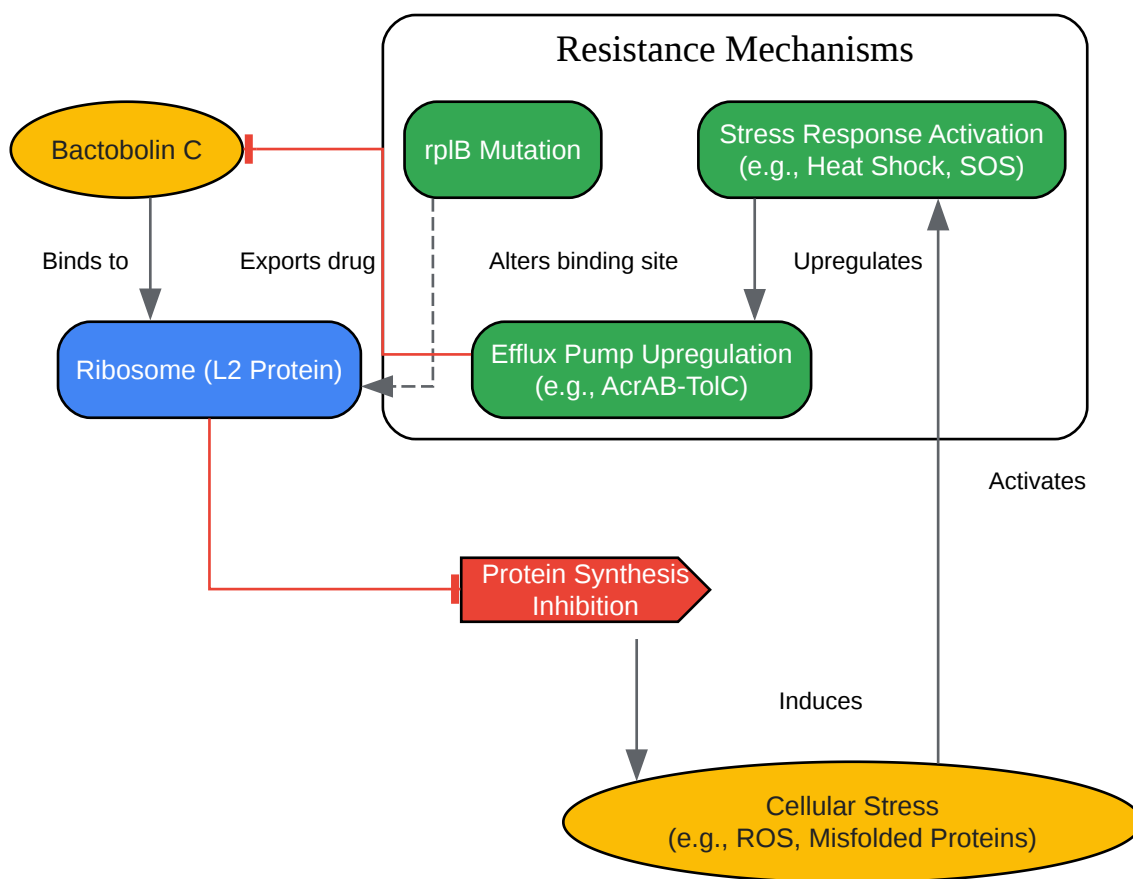 Resistance Mechanisms
Bactobolin C
rplB Mutation
Stress Response Activation
(e.g., Heat Shock, SOS)
Binds to
Exports drug
Alters binding site
Upregulates
Ribosome (L2 Protein)
Efflux Pump Upregulation
(e.g., AcrAB-TolC)
Activates
Protein Synthesis
Inhibition
Induces
Cellular Stress
(e.g., ROS, Misfolded Proteins)